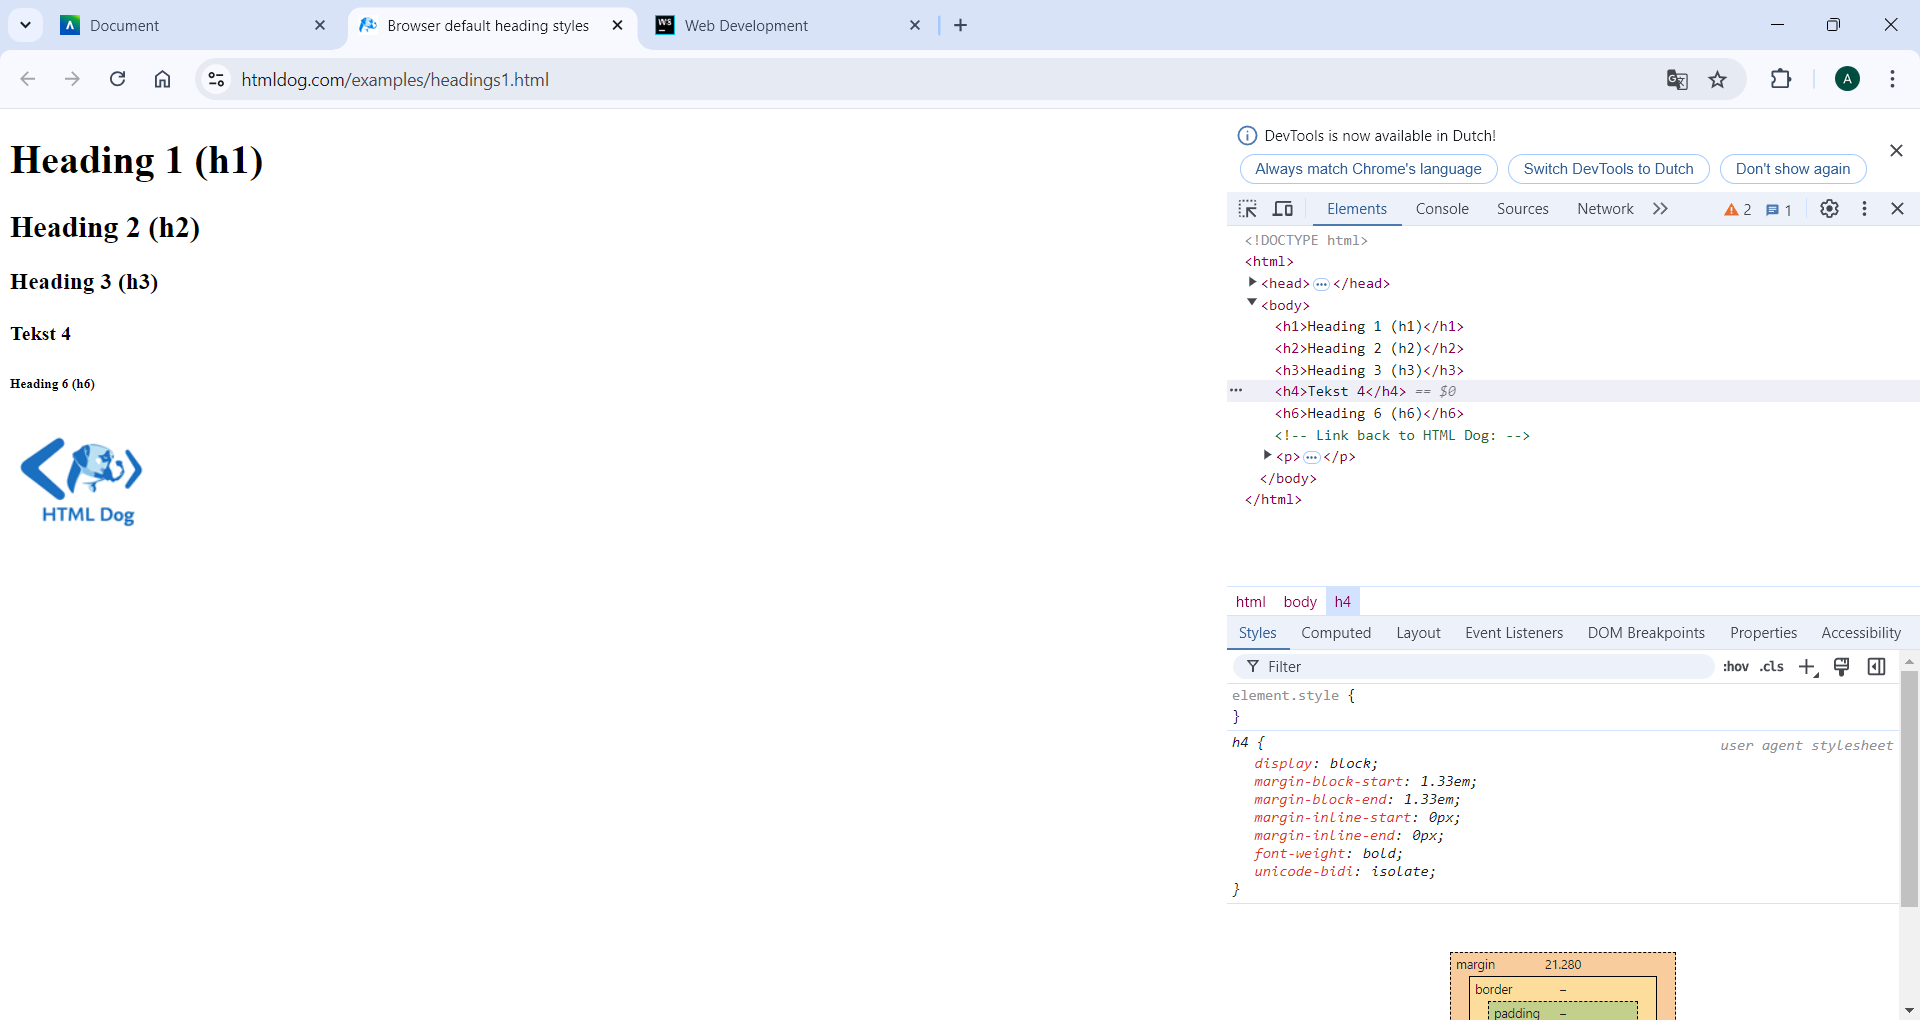 Document
Browser default heading styles
WS
Web Development
htmldog.com/examples/headings1.html
A
Heading 1 (h1)
Heading 2 (h2)
Heading 3 (h3)
Tekst 4
Heading 6 (h6)
HTML Dog
DevTools is now available in Dutch!
Always match Chrome's language
Switch DevTools to Dutch
Don't show again
Elements Console Sources Network 2 1
<!DOCTYPE html>
<html>
<head> ... </head>
<body>
<h1>Heading 1 (h1)</h1>
<h2>Heading 2 (h2)</h2>
<h3>Heading 3 (h3)</h3>
<h4>Tekst 4</h4> == $0
<h6>Heading 6 (h6)</h6>
<!-- Link back to HTML Dog: -->
<p> ... </p>
</body>
</html>
html body h4
Styles Computed Layout Event Listeners DOM Breakpoints Properties Accessibility
Filter :hov .cls
element.style {
}
h4 { user agent stylesheet
display: block;
margin-block-start: 1.33em;
margin-block-end: 1.33em;
margin-inline-start: 0px;
margin-inline-end: 0px;
font-weight: bold;
unicode-bidi: isolate;
}
margin 21.280
border –
padding –